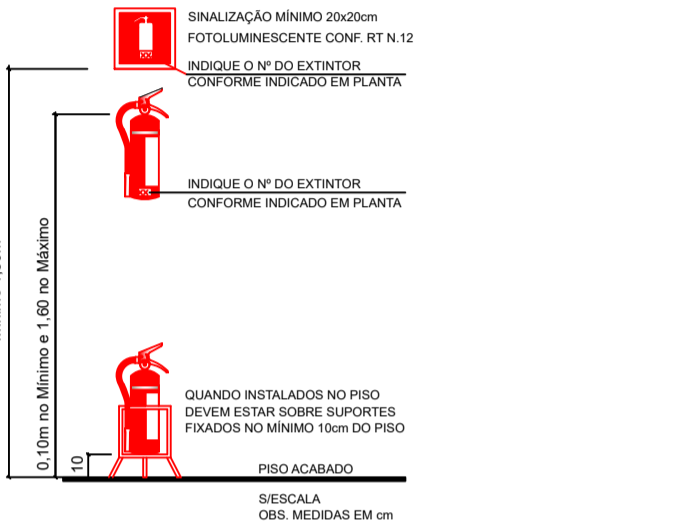 SINALIZAÇÃO MÍNIMO 20x20cm
FOTOLUMINESCENTE CONF. RT N.12
INDIQUE O Nº DO EXTINTOR
CONFORME INDICADO EM PLANTA
INDIQUE O Nº DO EXTINTOR
CONFORME INDICADO EM PLANTA
0,10m no Mínimo e 1,60 no Máximo
QUANDO INSTALADOS NO PISO
DEVEM ESTAR SOBRE SUPORTES
FIXADOS NO MÍNIMO 10cm DO PISO
10
PISO ACABADO
S/ESCALA
OBS. MEDIDAS EM cm